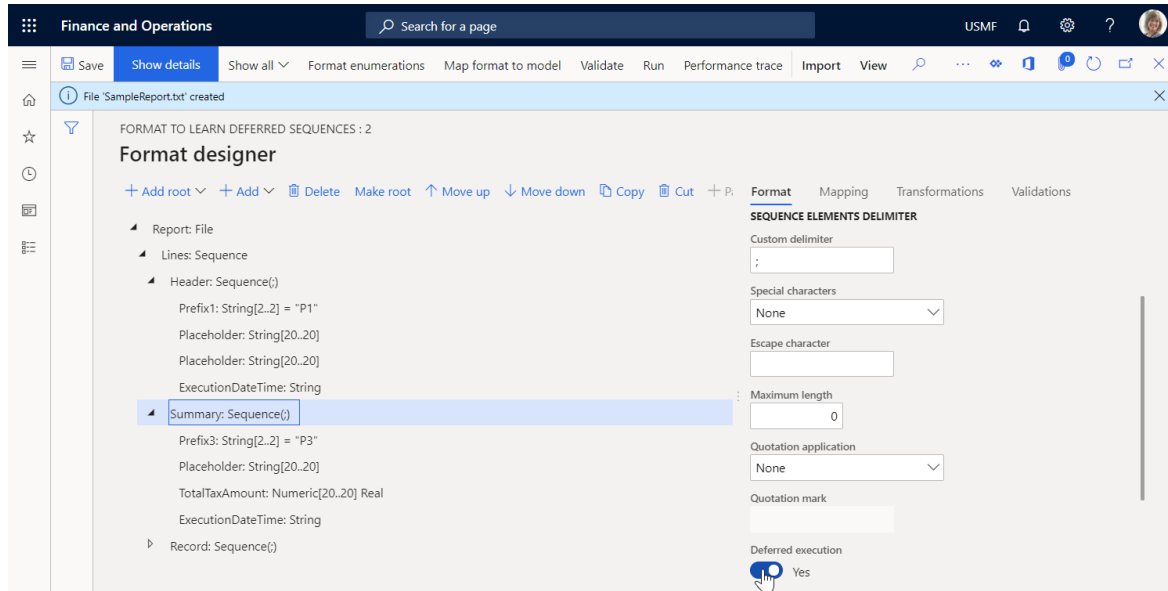 Finance and Operations
Search for a page
USMF
?
Save
Show details
Show all
Format enumerations
Map format to model
Validate
Run
Performance trace
Import
View
...
0
File 'SampleReport.txt' created
FORMAT TO LEARN DEFERRED SEQUENCES : 2
Format designer
+ Add root
+ Add
Delete
Make root
Move up
Move down
Copy
Cut
Format
Mapping
Transformations
Validations
Report: File
Lines: Sequence
Header: Sequence(;)
Prefix1: String[2..2] = "P1"
Placeholder: String[20..20]
Placeholder: String[20..20]
ExecutionDateTime: String
Summary: Sequence(;)
Prefix3: String[2..2] = "P3"
Placeholder: String[20..20]
TotalTaxAmount: Numeric[20..20] Real
ExecutionDateTime: String
Record: Sequence(;)
SEQUENCE ELEMENTS DELIMITER
Custom delimiter
;
Special characters
None
Escape character
Maximum length
0
Quotation application
None
Quotation mark
Deferred execution
Yes